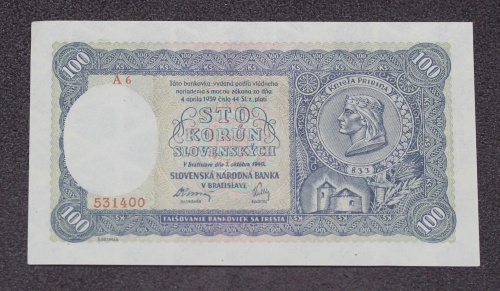 100
100
A 6
Táto bankovka, vydaná podľa vládneho
nariadenia s mocou zákona zo dňa
4 apríla 1939 číslo 44 Sl. z., platí
STO
KORÚN
SLOVENSKÝCH
V Bratislave dňa 7. októbra 1940.
SLOVENSKÁ NÁRODNÁ BANKA
V BRATISLAVE
KNIEŽA PRIBINA
833
531400
100
100
FALŠOVANIE BANKOVIEK SA TRESTÁ